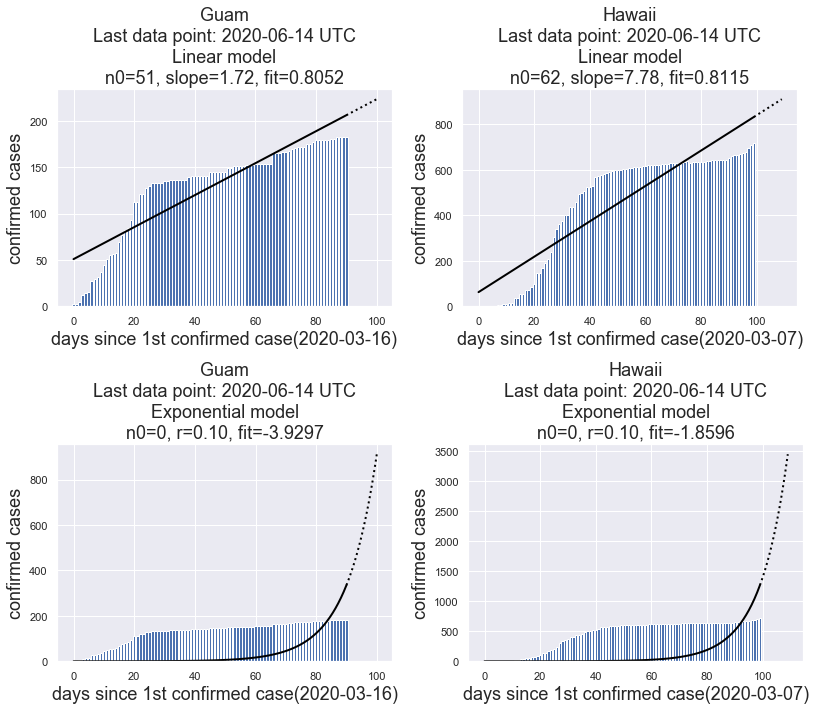 Guam
Last data point: 2020-06-14 UTC
Linear model
n0=51, slope=1.72, fit=0.8052
confirmed cases
200
150
100
50
0
0 20 40 60 80 100
days since 1st confirmed case(2020-03-16)
Hawaii
Last data point: 2020-06-14 UTC
Linear model
n0=62, slope=7.78, fit=0.8115
confirmed cases
800
600
400
200
0
0 20 40 60 80 100
days since 1st confirmed case(2020-03-07)
Guam
Last data point: 2020-06-14 UTC
Exponential model
n0=0, r=0.10, fit=-3.9297
confirmed cases
800
600
400
200
0
0 20 40 60 80 100
days since 1st confirmed case(2020-03-16)
Hawaii
Last data point: 2020-06-14 UTC
Exponential model
n0=0, r=0.10, fit=-1.8596
confirmed cases
3500
3000
2500
2000
1500
1000
500
0
0 20 40 60 80 100
days since 1st confirmed case(2020-03-07)